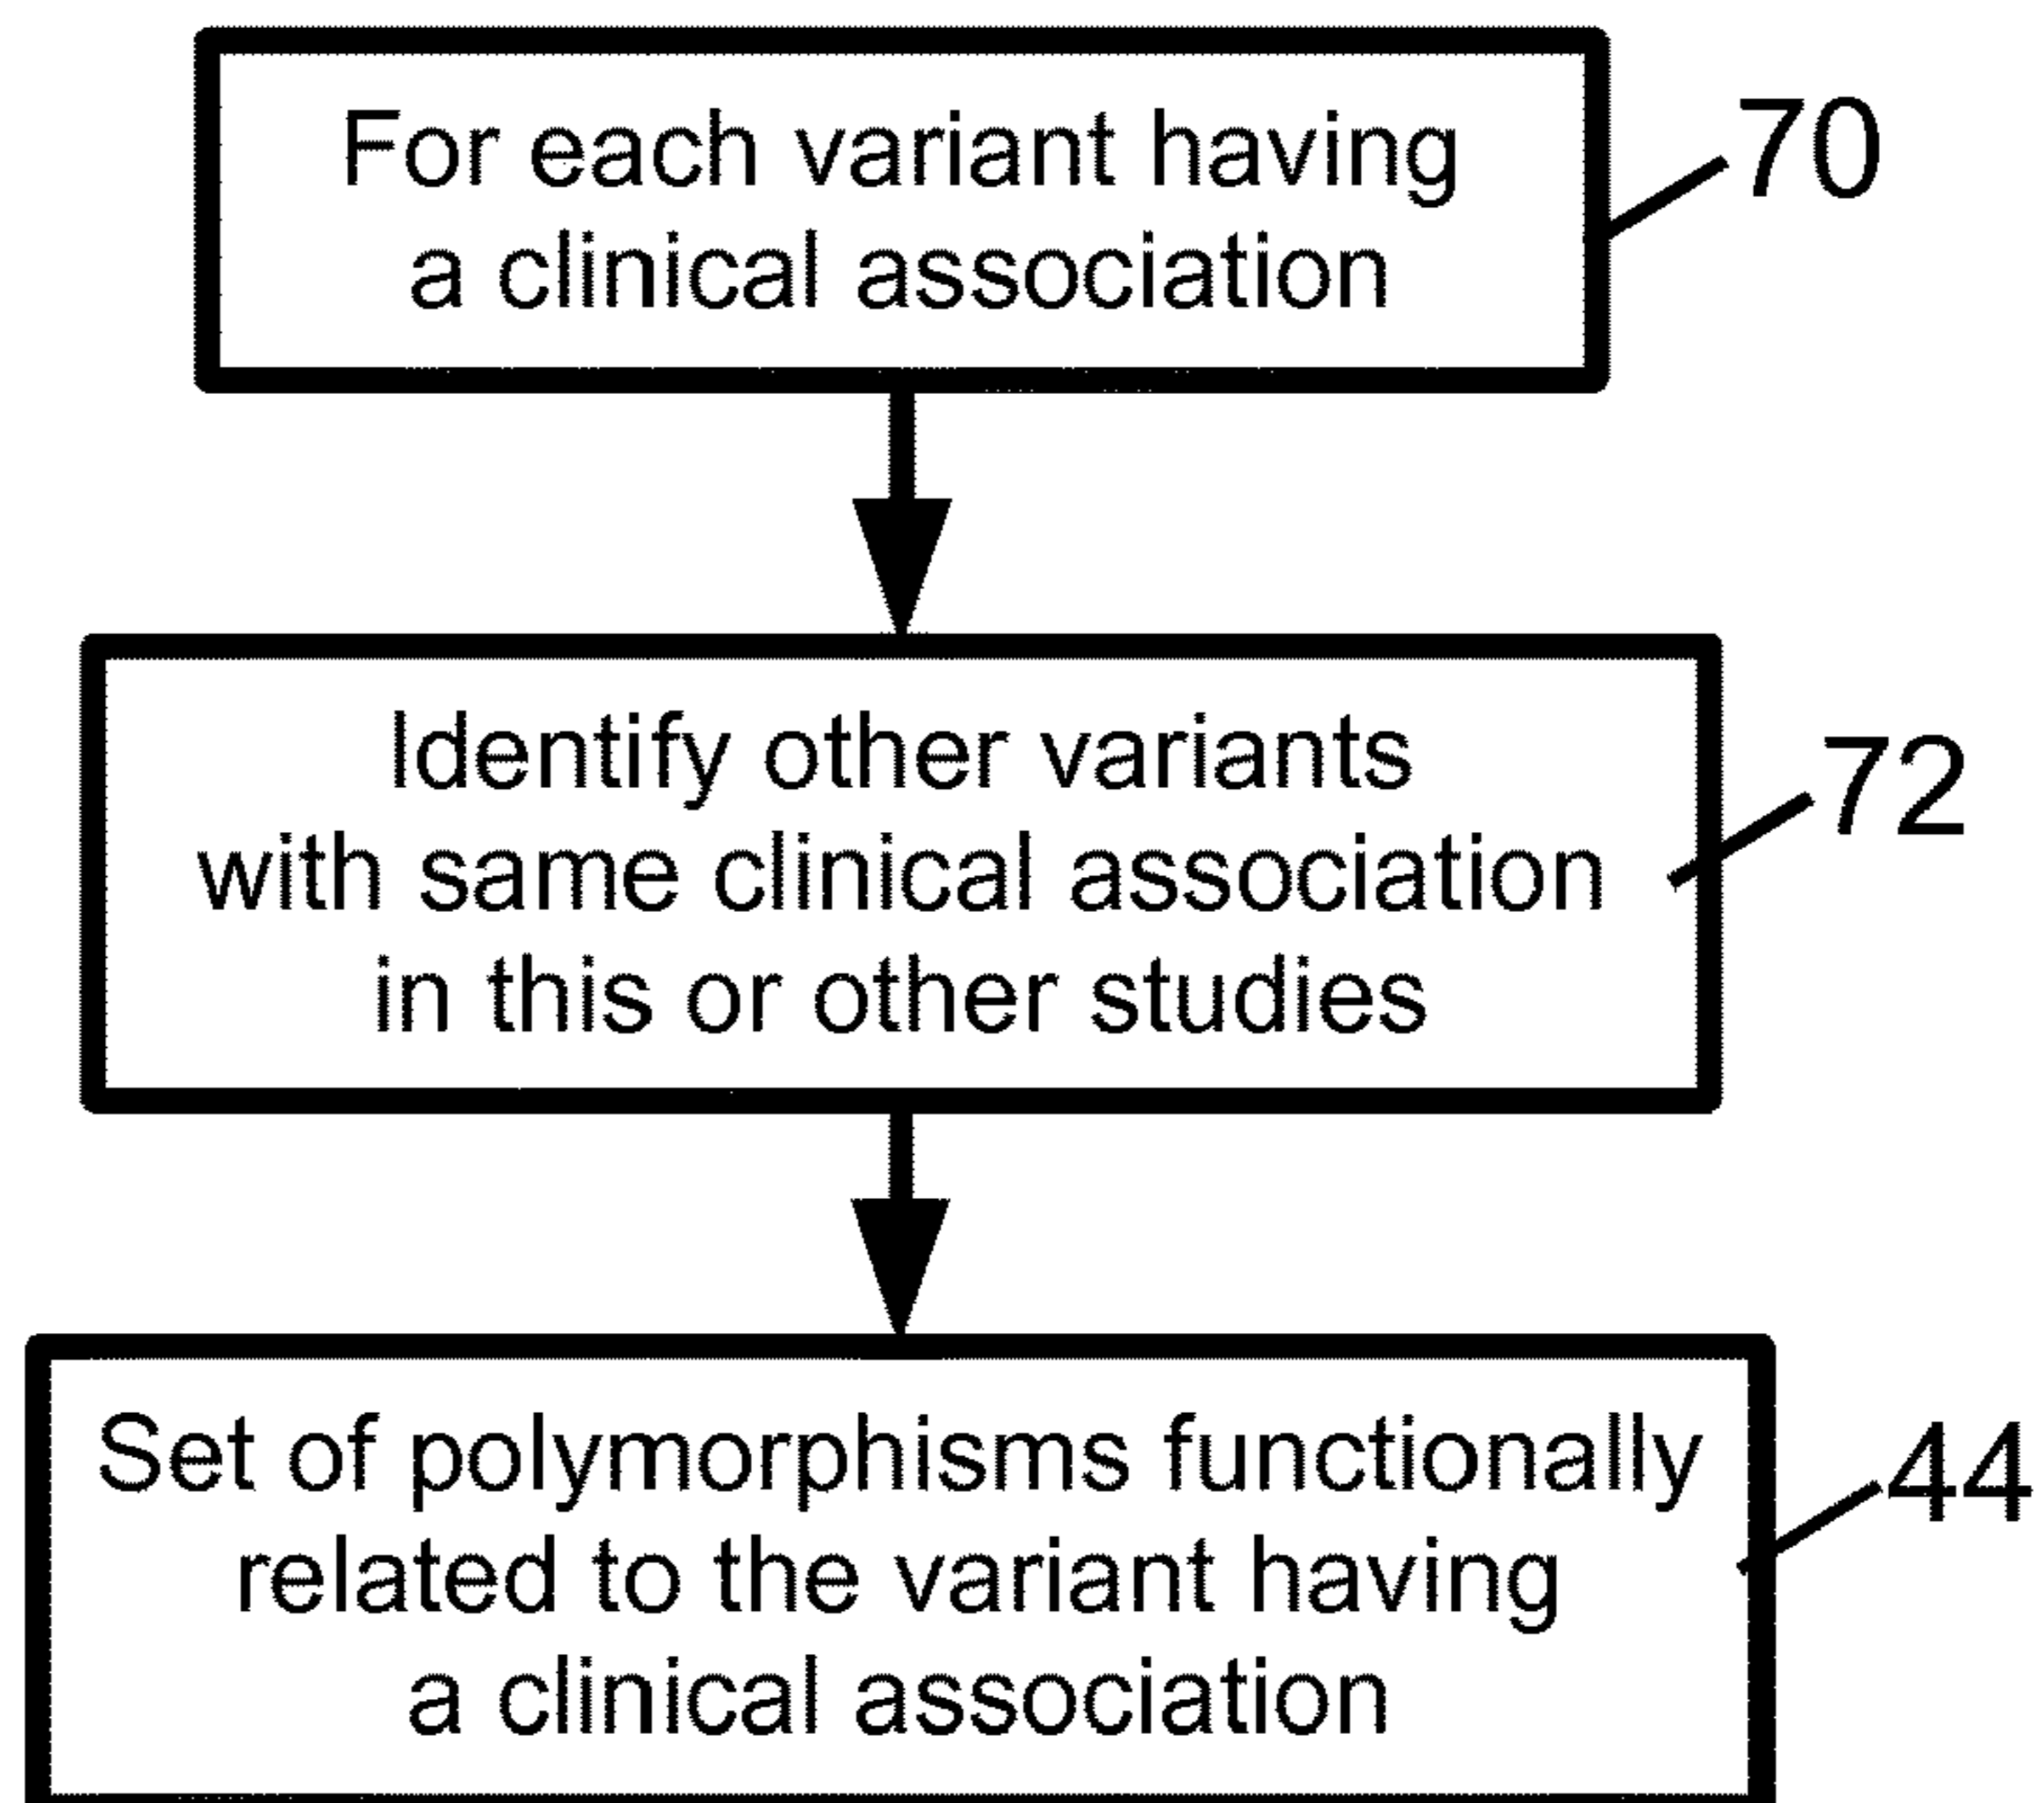 For each variant having
a clinical association
70
Identify other variants
with same clinical association
in this or other studies
72
Set of polymorphisms functionally
related to the variant having
a clinical association
44